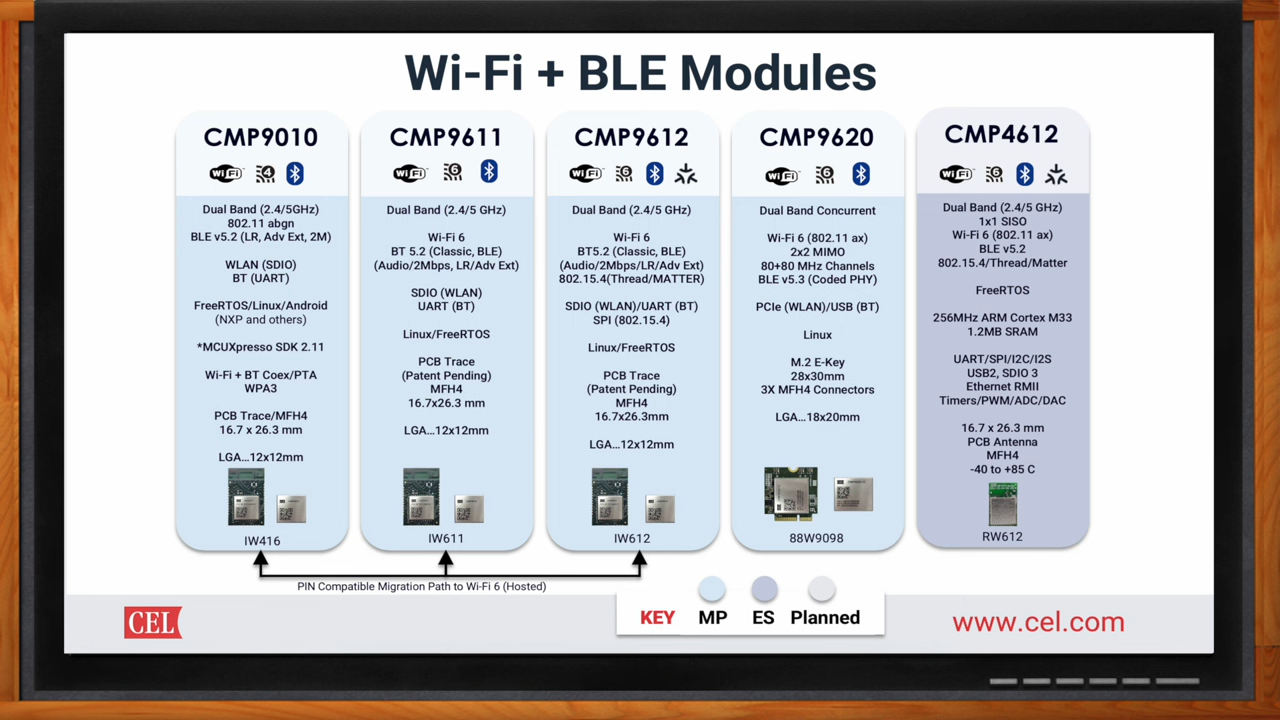 Wi-Fi + BLE Modules
CMP9010
WiFi 4
Dual Band (2.4/5GHz)
802.11 abgn
BLE v5.2 (LR, Adv Ext, 2M)
WLAN (SDIO)
BT (UART)
FreeRTOS/Linux/Android
(NXP and others)
*MCUXpresso SDK 2.11
Wi-Fi + BT Coex/PTA
WPA3
PCB Trace/MFH4
16.7 x 26.3 mm
LGA...12x12mm
IW416
CMP9611
WiFi 6
Dual Band (2.4/5 GHz)
Wi-Fi 6
BT 5.2 (Classic, BLE)
(Audio/2Mbps, LR/Adv Ext)
SDIO (WLAN)
UART (BT)
Linux/FreeRTOS
PCB Trace
(Patent Pending)
MFH4
16.7x26.3 mm
LGA...12x12mm
IW611
CMP9612
WiFi 6
Dual Band (2.4/5 GHz)
Wi-Fi 6
BT5.2 (Classic, BLE)
(Audio/2Mbps/LR/Adv Ext)
802.15.4(Thread/MATTER)
SDIO (WLAN)/UART (BT)
SPI (802.15.4)
Linux/FreeRTOS
PCB Trace
(Patent Pending)
MFH4
16.7x26.3mm
LGA...12x12mm
IW612
CMP9620
WiFi 6
Dual Band Concurrent
Wi-Fi 6 (802.11 ax)
2x2 MIMO
80+80 MHz Channels
BLE v5.3 (Coded PHY)
PCIe (WLAN)/USB (BT)
Linux
M.2 E-Key
28x30mm
3X MFH4 Connectors
LGA...18x20mm
88W9098
CMP4612
WiFi 6
Dual Band (2.4/5 GHz)
1x1 SISO
Wi-Fi 6 (802.11 ax)
BLE v5.2
802.15.4/Thread/Matter
FreeRTOS
256MHz ARM Cortex M33
1.2MB SRAM
UART/SPI/I2C/I2S
USB2, SDIO 3
Ethernet RMII
Timers/PWM/ADC/DAC
16.7 x 26.3 mm
PCB Antenna
MFH4
-40 to +85 C
RW612
PIN Compatible Migration Path to Wi-Fi 6 (Hosted)
CEL
KEY MP ES Planned
www.cel.com